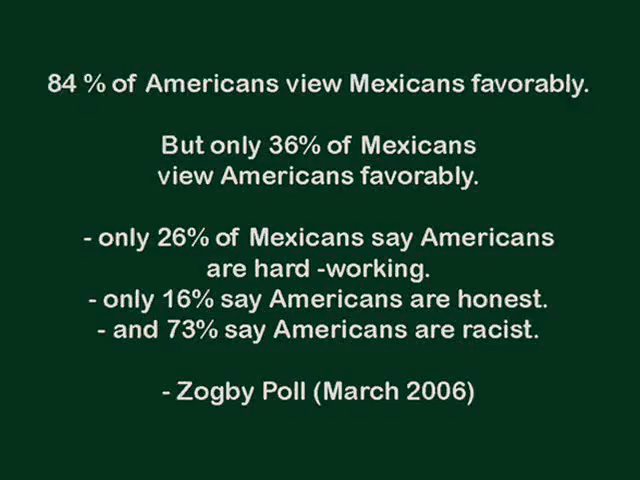 84 % of Americans view Mexicans favorably.
But only 36% of Mexicans
view Americans favorably.
- only 26% of Mexicans say Americans
are hard -working.
- only 16% say Americans are honest.
- and 73% say Americans are racist.
- Zogby Poll (March 2006)